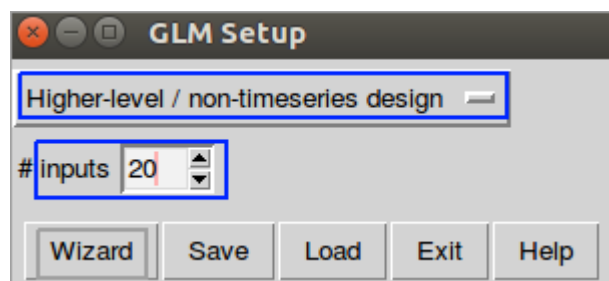 GLM Setup
Higher-level / non-timeseries design
# inputs 20
Wizard Save Load Exit Help